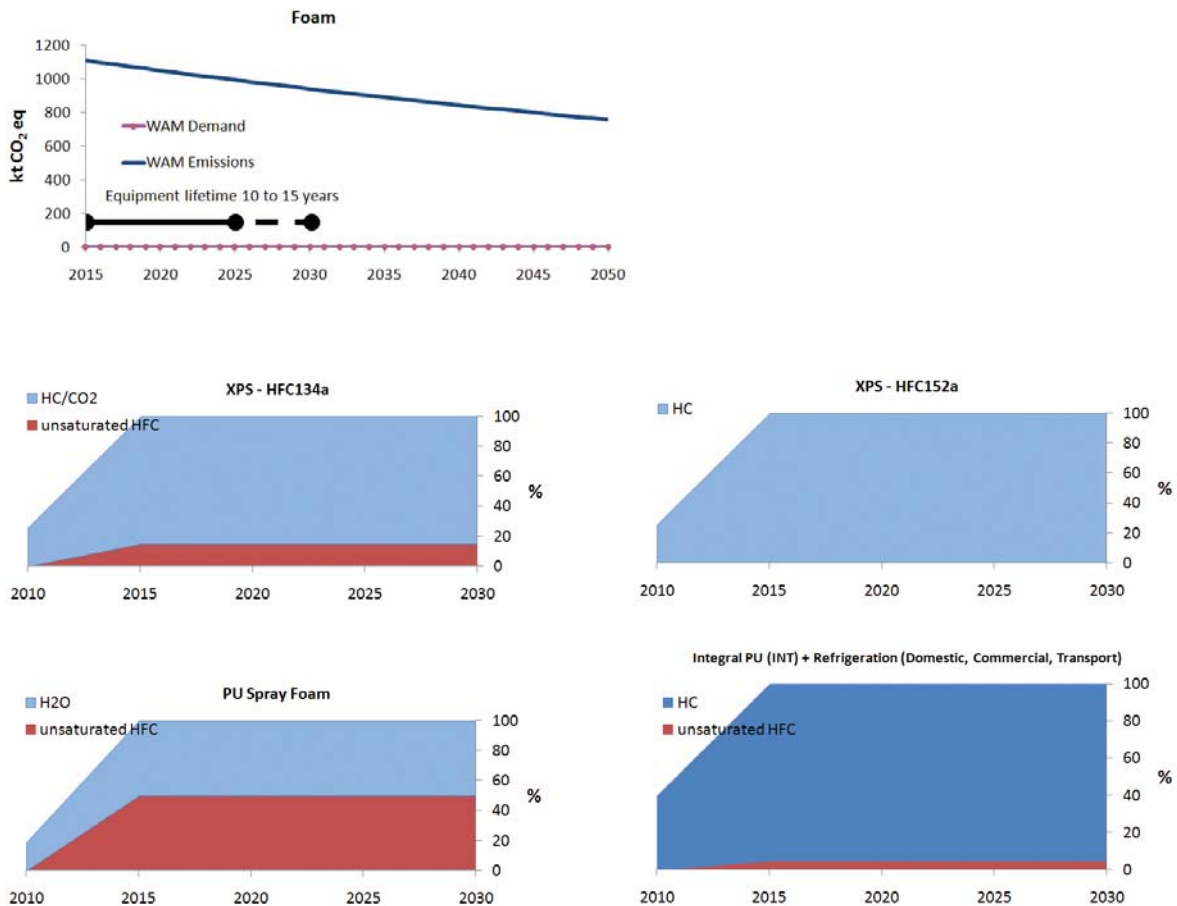 Foam
1200
1000
800
600
400
200
0
kt CO2 eq
WAM Demand
WAM Emissions
Equipment lifetime 10 to 15 years
2015 2020 2025 2030 2035 2040 2045 2050
XPS - HFC134a
HC/CO2
unsaturated HFC
100
80
60
40
20
0
%
2010 2015 2020 2025 2030
XPS - HFC152a
HC
100
80
60
40
20
0
%
2010 2015 2020 2025 2030
PU Spray Foam
H2O
unsaturated HFC
100
80
60
40
20
0
%
2010 2015 2020 2025 2030
Integral PU (INT) + Refrigeration (Domestic, Commercial, Transport)
HC
unsaturated HFC
100
80
60
40
20
0
%
2010 2015 2020 2025 2030